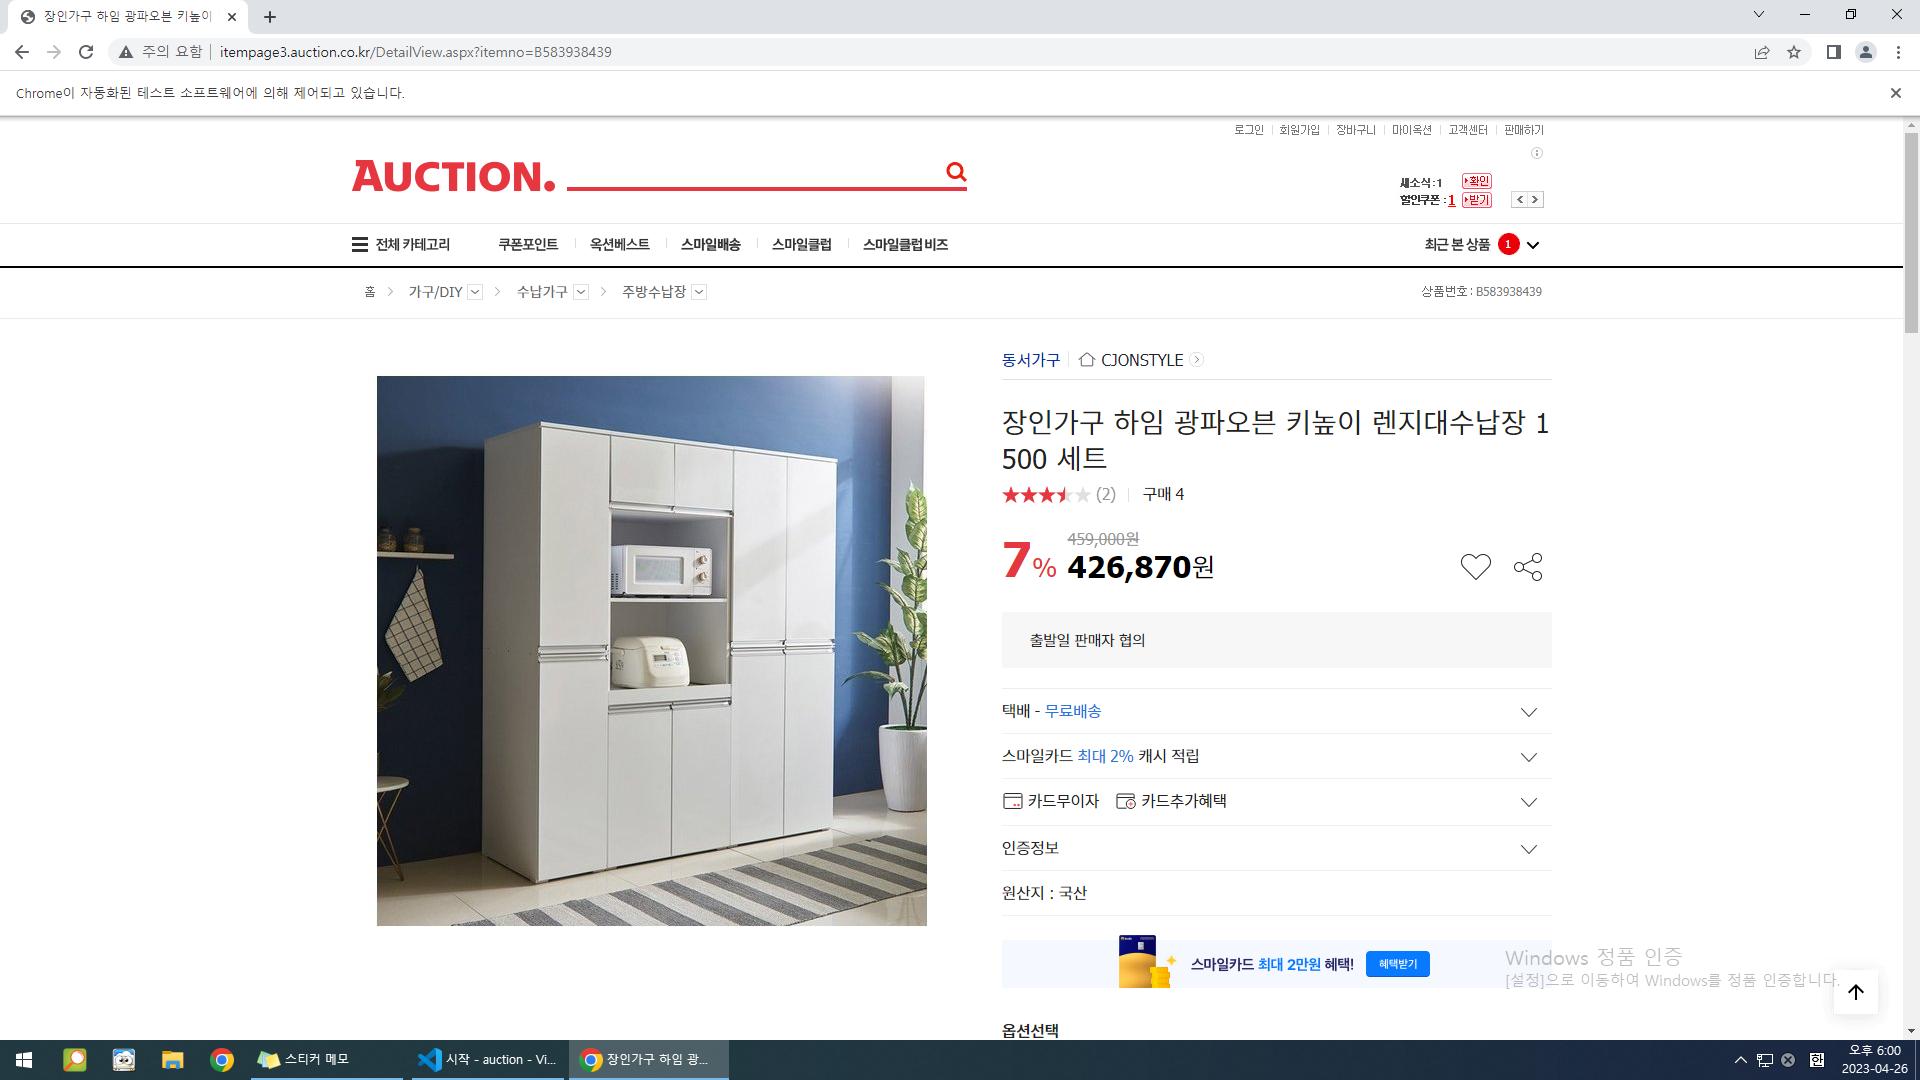 장인가구 하임 광파오븐 키높이
주의 요함
itempage3.auction.co.kr/DetailView.aspx?itemno=B583938439
Chrome이 자동화된 테스트 소프트웨어에 의해 제어되고 있습니다.
로그인 회원가입 장바구니 마이옥션 고객센터 판매하기
AUCTION.
새소식:1 확인
할인쿠폰:1 받기
전체 카테고리 쿠폰포인트 옥션베스트 스마일배송 스마일클럽 스마일클럽 비즈 최근 본 상품 1
홈 가구/DIY 수납가구 주방수납장 상품번호 : B583938439
동서가구 CJONSTYLE
장인가구 하임 광파오븐 키높이 렌지대수납장 1
500 세트
(2) 구매 4
459,000원
7% 426,870원
출발일 판매자 협의
택배 - 무료배송
스마일카드 최대 2% 캐시 적립
카드무이자 카드추가혜택
인증정보
원산지 : 국산
스마일카드 최대 2만원 혜택! 혜택받기
Windows 정품 인증
[설정]으로 이동하여 Windows를 정품 인증합니다.
옵션선택
스티커 메모
시작 - auction - Vi...
장인가구 하임 광...
한
오후 6:00
2023-04-26